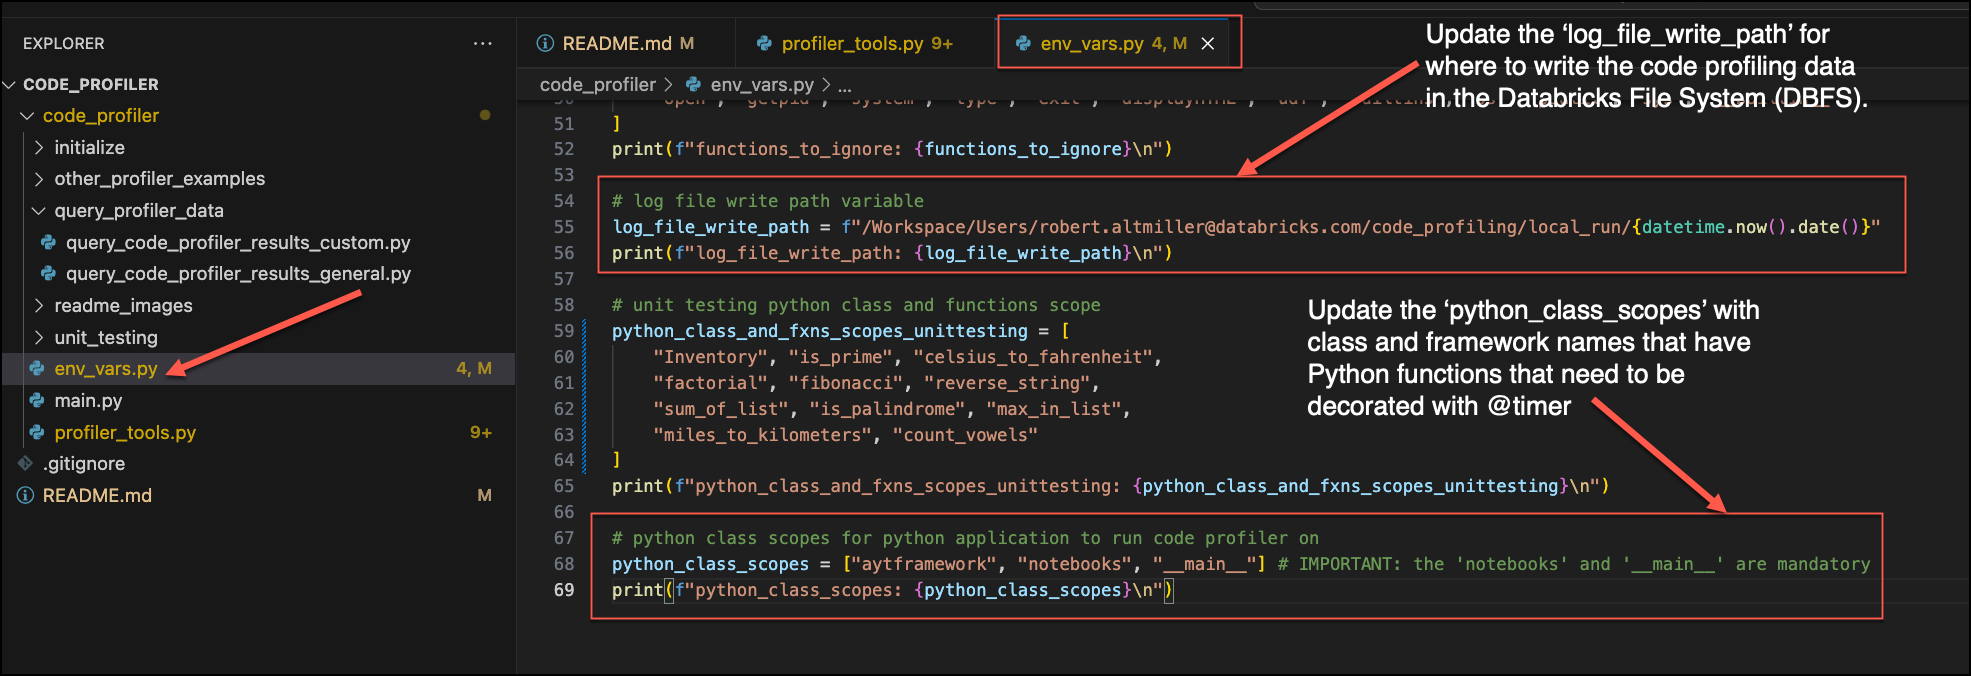 EXPLORER
CODE_PROFILER
code_profiler
initialize
other_profiler_examples
query_profiler_data
query_code_profiler_results_custom.py
query_code_profiler_results_general.py
readme_images
unit_testing
env_vars.py 4, M
main.py
profiler_tools.py 9+
.gitignore
README.md M
README.md M
profiler_tools.py 9+
env_vars.py 4, M
code_profiler > env_vars.py > ...
51 ]
52 print(f"functions_to_ignore: {functions_to_ignore}\n")
53
54 # log file write path variable
55 log_file_write_path = f"/Workspace/Users/robert.altmiller@databricks.com/code_profiling/local_run/{datetime.now().date()}"
56 print(f"log_file_write_path: {log_file_write_path}\n")
57
58 # unit testing python class and functions scope
59 python_class_and_fxns_scopes_unittesting = [
60 "Inventory", "is_prime", "celsius_to_fahrenheit",
61 "factorial", "fibonacci", "reverse_string",
62 "sum_of_list", "is_palindrome", "max_in_list",
63 "miles_to_kilometers", "count_vowels"
64 ]
65 print(f"python_class_and_fxns_scopes_unittesting: {python_class_and_fxns_scopes_unittesting}\n")
66
67 # python class scopes for python application to run code profiler on
68 python_class_scopes = ["aytframework", "notebooks", "__main__"] # IMPORTANT: the 'notebooks' and '__main__' are mandatory
69 print(f"python_class_scopes: {python_class_scopes}\n")
Update the ‘log_file_write_path’ for
where to write the code profiling data
in the Databricks File System (DBFS).
Update the ‘python_class_scopes’ with
class and framework names that have
Python functions that need to be
decorated with @timer